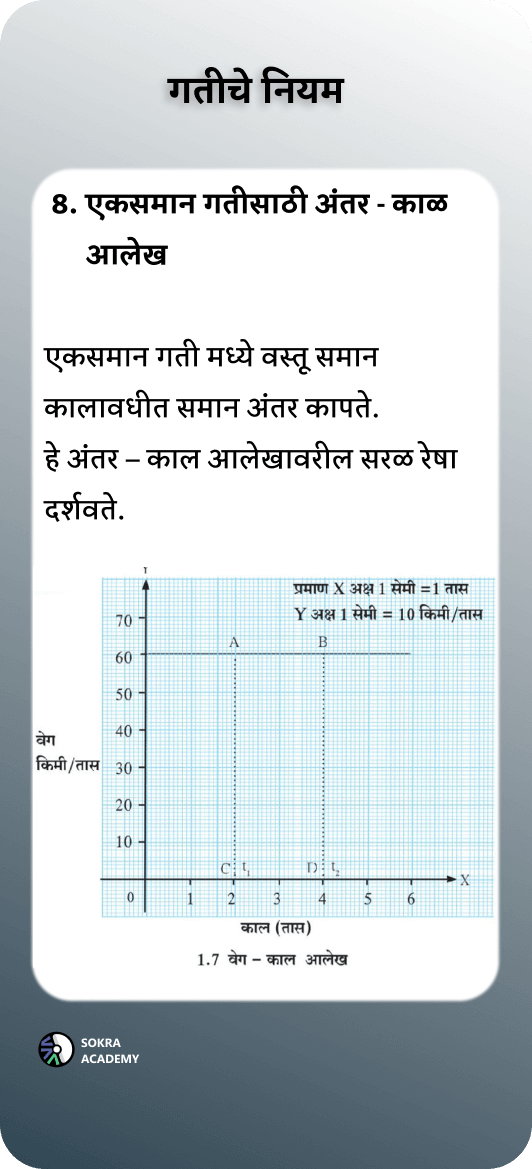 गतीचे नियम
8. एकसमान गतीसाठी अंतर - काळ
आलेख
एकसमान गती मध्ये वस्तू समान
कालावधीत समान अंतर कापते.
हे अंतर – काल आलेखावरील सरळ रेषा
दर्शवते.
प्रमाण X अक्ष 1 सेमी =1 तास
Y अक्ष 1 सेमी = 10 किमी/तास
70
A B
60
50
40
वेग
किमी/तास
30
20
10
C t₁ D t₂
X
0 1 2 3 4 5 6
काल (तास)
1.7 वेग – काल आलेख
SOKRA
ACADEMY